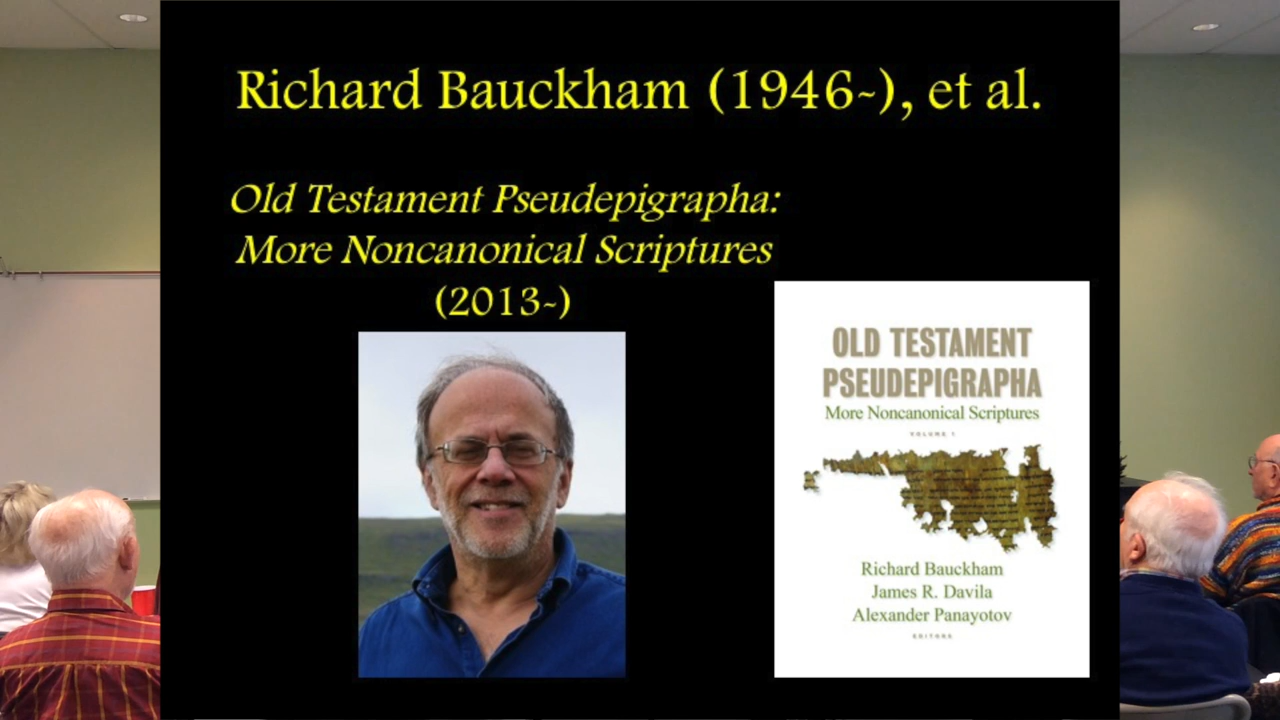 Richard Bauckham (1946-), et al.
Old Testament Pseudepigrapha:
More Noncanonical Scriptures
(2013-)
OLD TESTAMENT
PSEUDEPIGRAPHA
More Noncanonical Scriptures
VOLUME 1
Richard Bauckham
James R. Davila
Alexander Panayotov
EDITORS